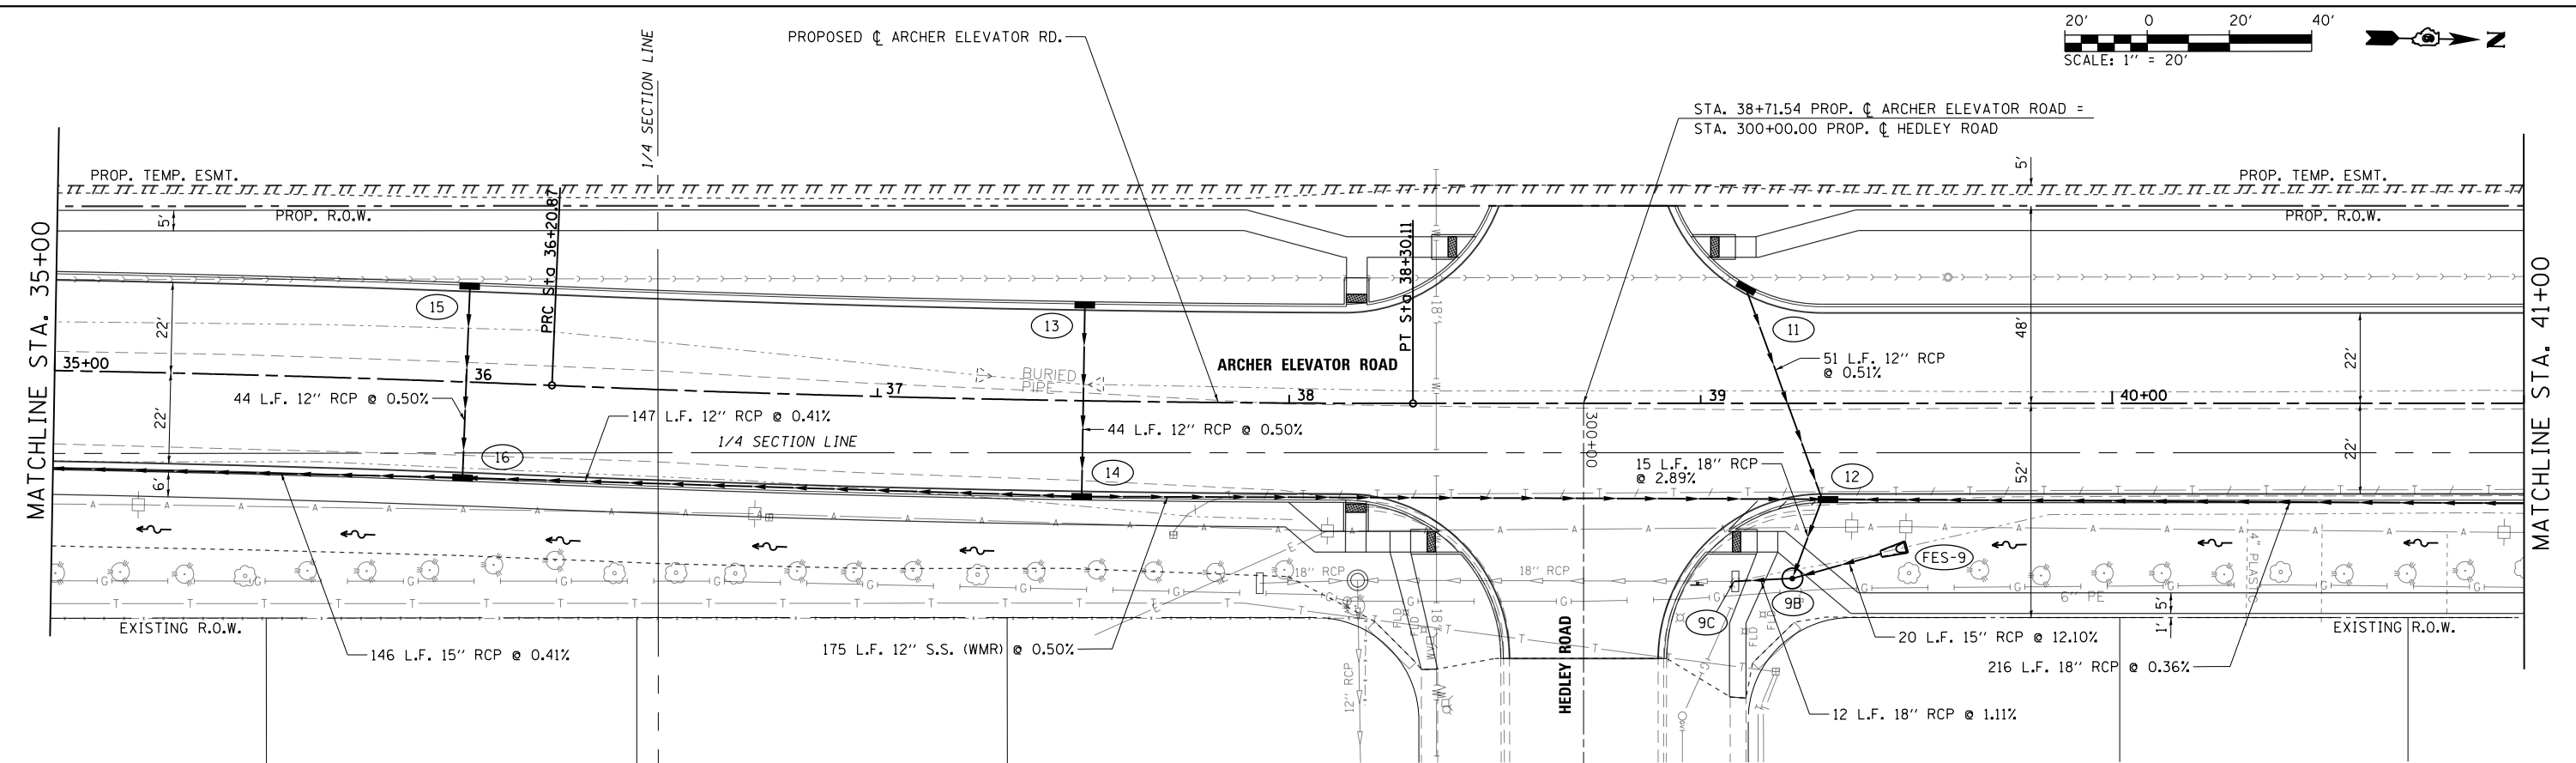 20' 0 20' 40'
SCALE: 1'' = 20'
N
PROPOSED ℄ ARCHER ELEVATOR RD.
1/4 SECTION LINE
STA. 38+71.54 PROP. ℄ ARCHER ELEVATOR ROAD =
STA. 300+00.00 PROP. ℄ HEDLEY ROAD
MATCHLINE STA. 35+00
PROP. TEMP. ESMT.
PROP. R.O.W.
5'
PRC Sta 36+20.87
PT Sta 38+30.11
5'
PROP. TEMP. ESMT.
PROP. R.O.W.
MATCHLINE STA. 41+00
15
13
11
22'
48'
22'
35+00
36
37
38
39
40+00
BURIED
PIPE
ARCHER ELEVATOR ROAD
51 L.F. 12'' RCP
@ 0.51%
44 L.F. 12'' RCP @ 0.50%
147 L.F. 12'' RCP @ 0.41%
1/4 SECTION LINE
44 L.F. 12'' RCP @ 0.50%
300+00
22'
22'
52'
16
14
15 L.F. 18'' RCP
@ 2.89%
12
6'
18'' RCP
18'' RCP
FES-9
9B
9C
4'' PLASTIC
6'' PE
5'
1'
EXISTING R.O.W.
EXISTING R.O.W.
146 L.F. 15'' RCP @ 0.41%
175 L.F. 12'' S.S. (WMR) @ 0.50%
FLD
FLD
FLD
FLD
12'' RCP
HEDLEY ROAD
20 L.F. 15'' RCP @ 12.10%
216 L.F. 18'' RCP @ 0.36%
12 L.F. 18'' RCP @ 1.11%